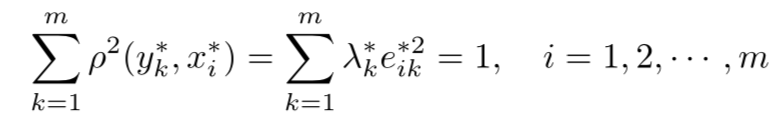 \sum_{k=1}^{m} \rho^2(y_k^*, x_i^*) = \sum_{k=1}^{m} \lambda_k^* e_{ik}^{*2} = 1, \quad i = 1, 2, \cdots, m